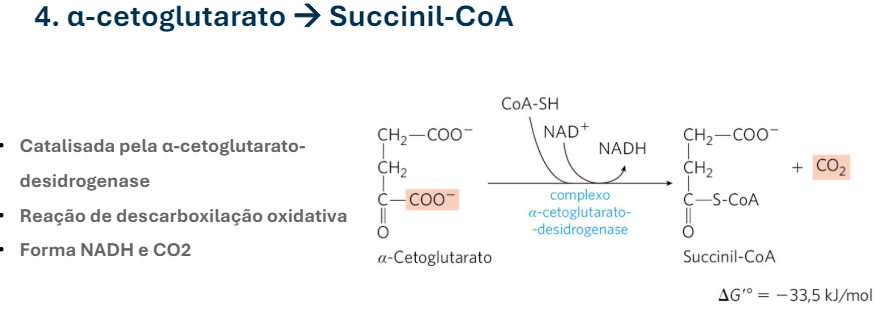 4. α-cetoglutarato → Succinil-CoA
• Catalisada pela α-cetoglutarato-
desidrogenase
• Reação de descarboxilação oxidativa
• Forma NADH e CO2
CH₂—COO⁻
CH₂
C—COO⁻
O
α-Cetoglutarato
CoA-SH
NAD⁺
NADH
complexo
α-cetoglutarato-
-desidrogenase
CH₂—COO⁻
CH₂
C—S-CoA
O
Succinil-CoA
+ CO₂
ΔG′° = −33,5 kJ/mol